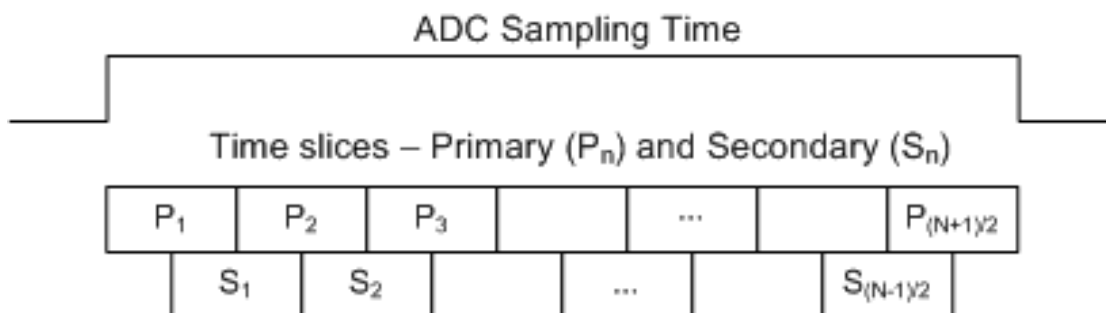 ADC Sampling Time
Time slices – Primary (Pₙ) and Secondary (Sₙ)
P₁ P₂ P₃ ... P₍N+1₎/₂
S₁ S₂ ... S₍N-1₎/₂